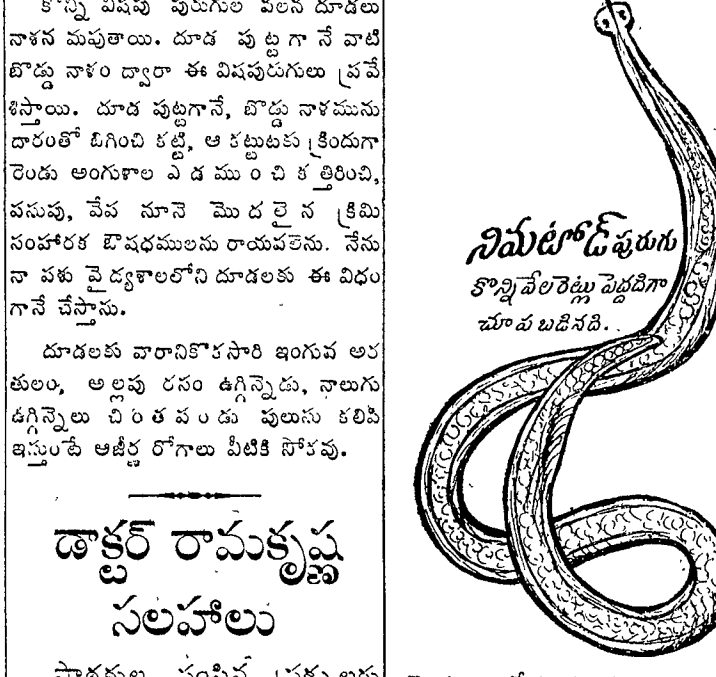 కొన్ని విషపు పురుగుల వలన దూడలు
నాశన మవుతాయి. దూడ పుట్టగానే వాటి
బొడ్డు నాళం ద్వారా ఈ విషపురుగులు ప్రవే
శిస్తాయి. దూడ పుట్టగానే, బొడ్డు నాళమును
దారంతో బిగించి కట్టి, ఆ కట్టుటకు క్రిందుగా
రెండు అంగుళాల ఎడముంచి కత్తిరించి,
పసుపు, వేప నూనె మొదలైన క్రిమి
సంహారక ఔషధములను రాయవలెను. నేను
నా పశు వైద్యశాలలోని దూడలకు ఈ విధం
గానే చేస్తాను.
దూడలకు వారానికొకసారి ఇంగువ అర
తులం, అల్లపు రసం ఉగ్గిన్నెడు, నాలుగు
ఉగ్గిన్నెలు చింతపండు పులుసు కలిపి
ఇస్తుంటే ఆజీర్ణ రోగాలు వీటికి సోకవు.
డాక్టర్ రామకృష్ణ
సలహాలు
నిమటోడ్ పురుగు
కొన్ని వేలరెట్లు పెద్దదిగా
చూపబడినది..